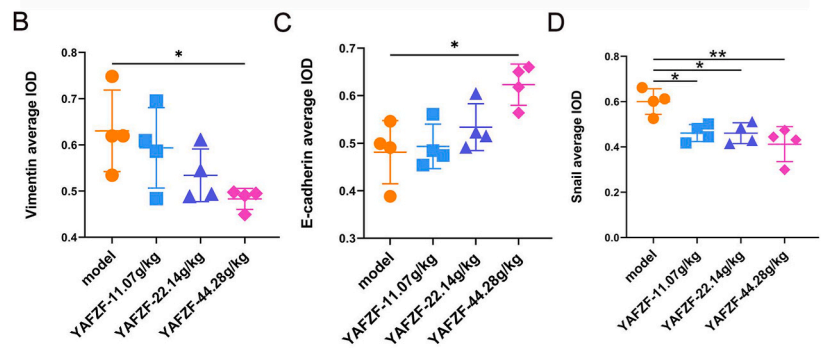 B
Vimentin average IOD
0.8
0.7
0.6
0.5
0.4
*
model
YAFZF-11.07g/kg
YAFZF-22.14g/kg
YAFZF-44.28g/kg
C
E-cadherin average IOD
0.7
0.6
0.5
0.4
0.3
*
model
YAFZF-11.07g/kg
YAFZF-22.14g/kg
YAFZF-44.28g/kg
D
Snail average IOD
0.8
0.6
0.4
0.2
0.0
**
*
*
model
YAFZF-11.07g/kg
YAFZF-22.14g/kg
YAFZF-44.28g/kg